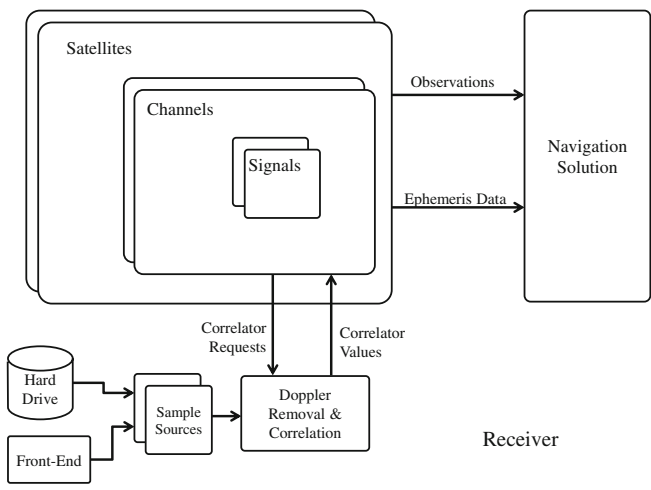 Satellites
Channels
Signals
Observations
Ephemeris Data
Navigation
Solution
Correlator
Requests
Correlator
Values
Hard
Drive
Front-End
Sample
Sources
Doppler
Removal &
Correlation
Receiver